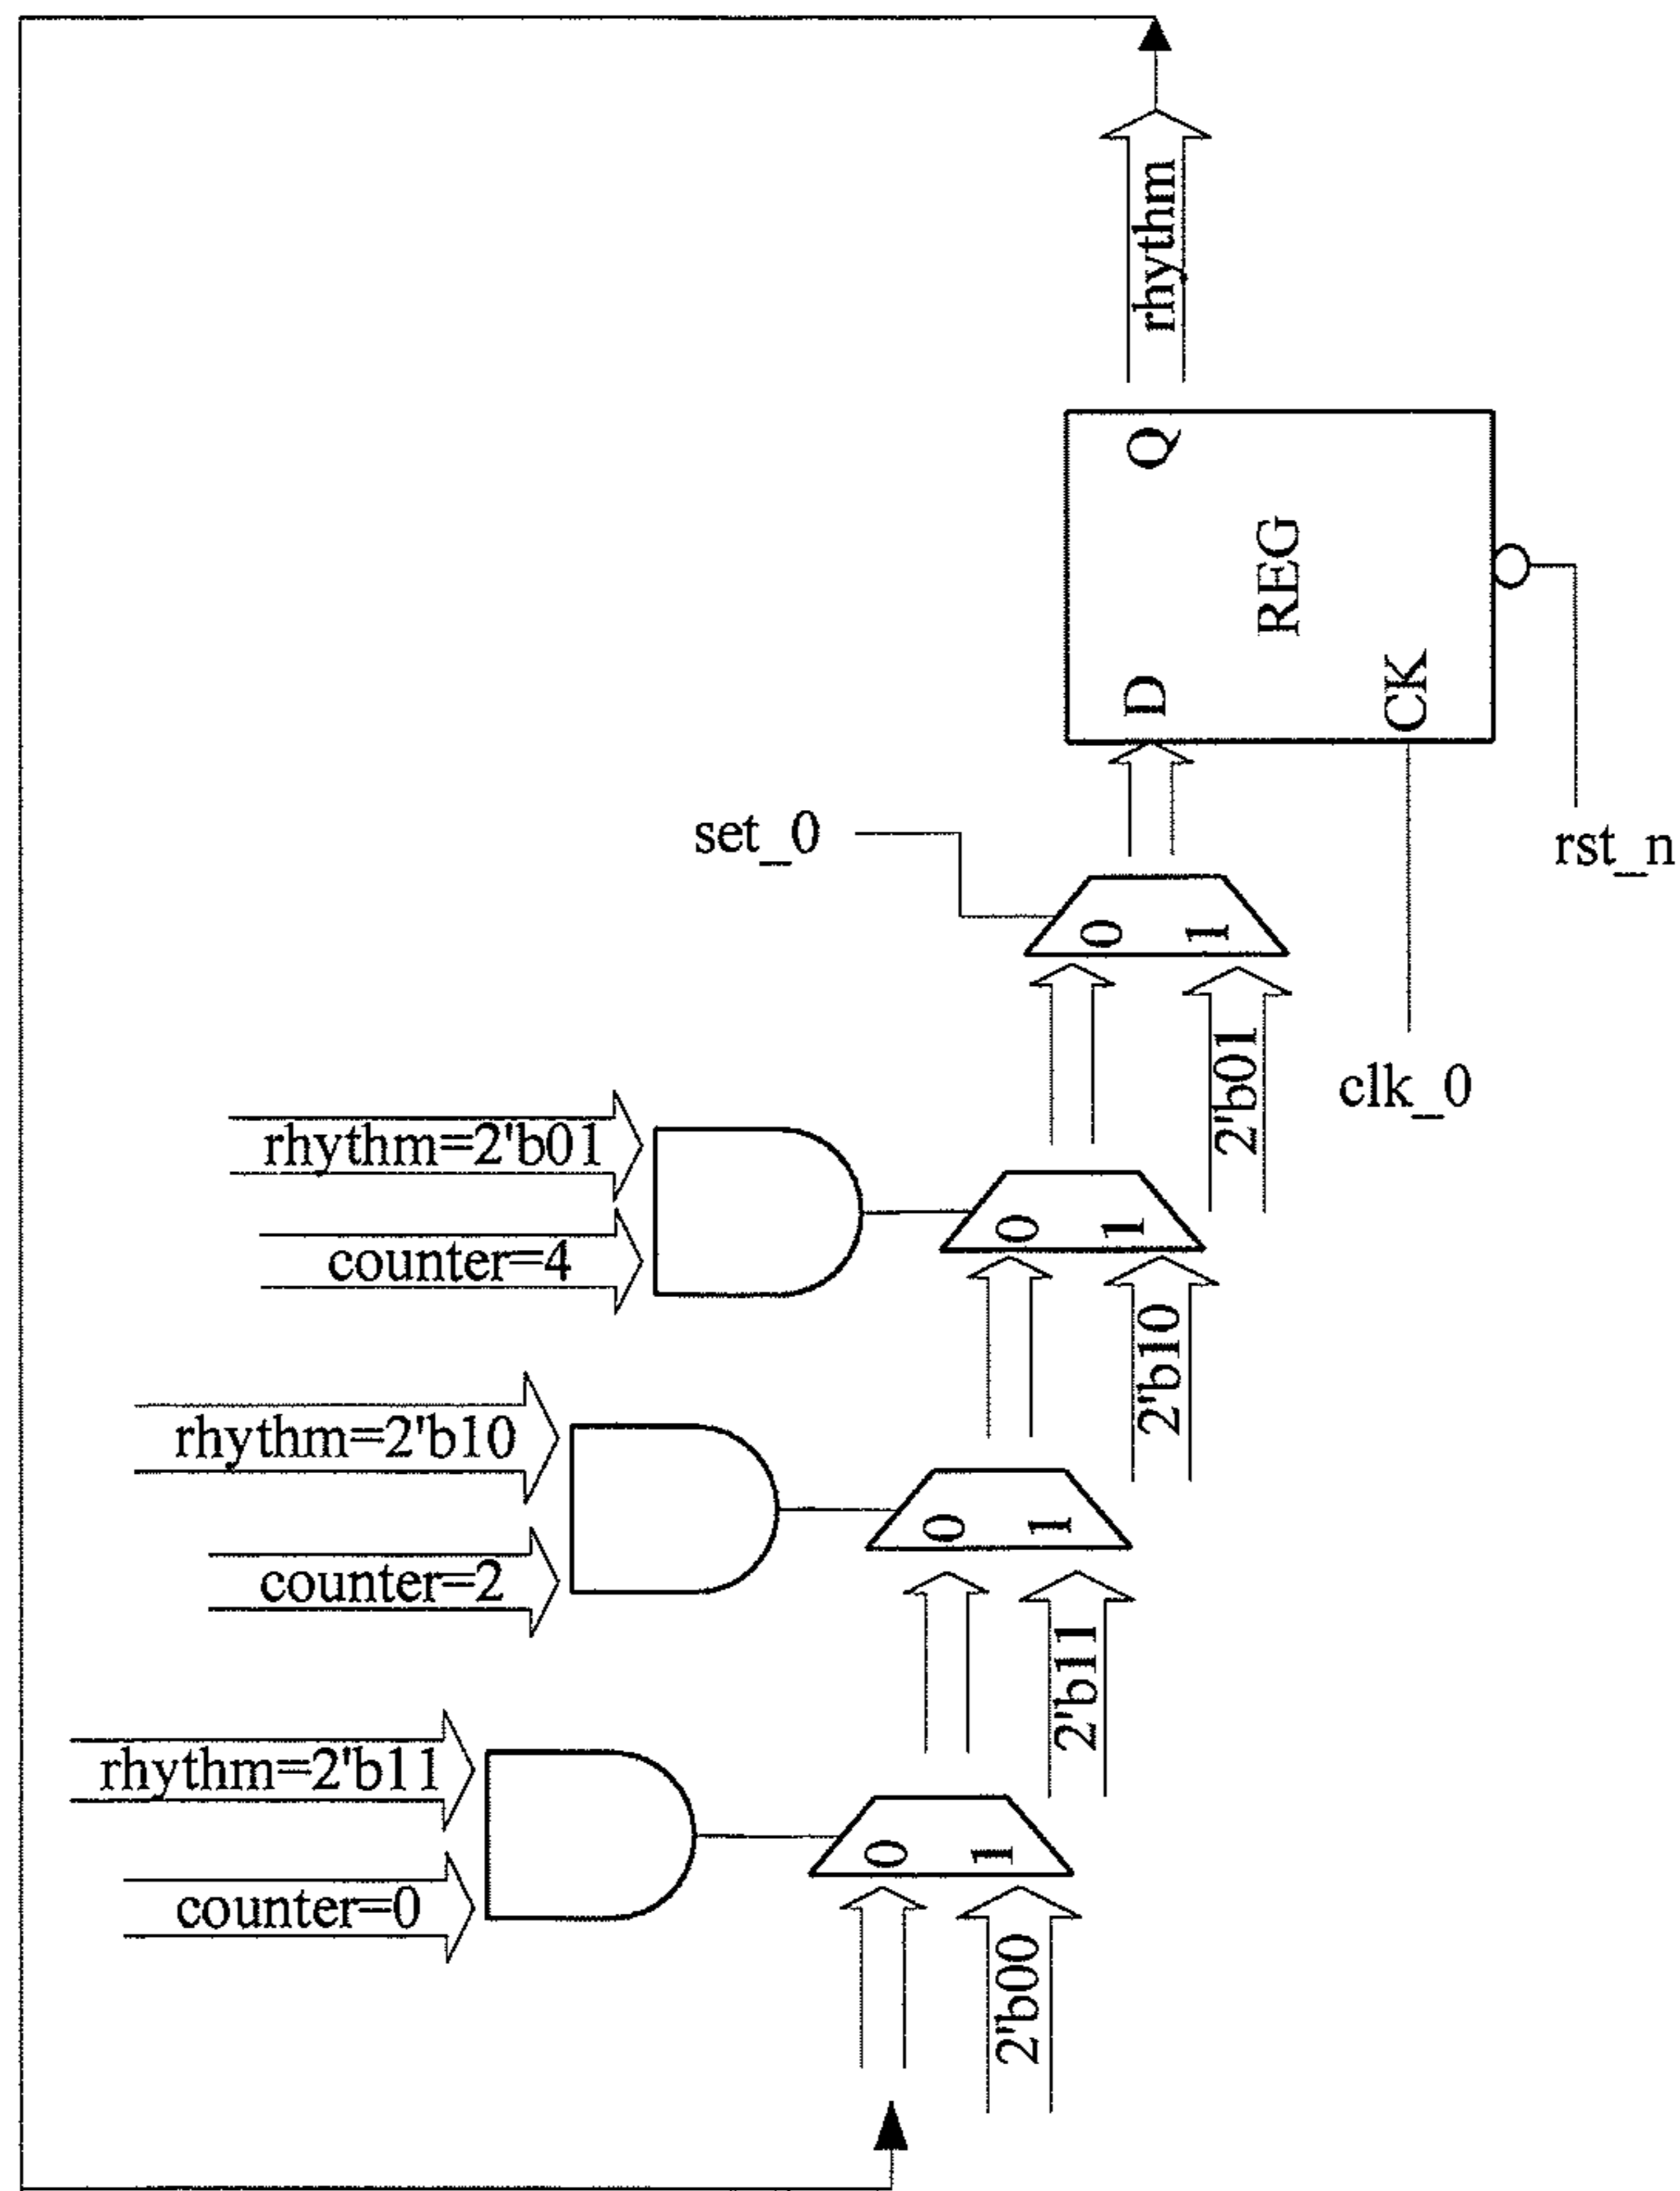 rhythm
Q
REG
D
CK
set_0
rst_n
0
1
2'b01
clk_0
rhythm=2'b01
counter=4
0
1
2'b10
rhythm=2'b10
counter=2
0
1
2'b11
rhythm=2'b11
counter=0
0
1
2'b00